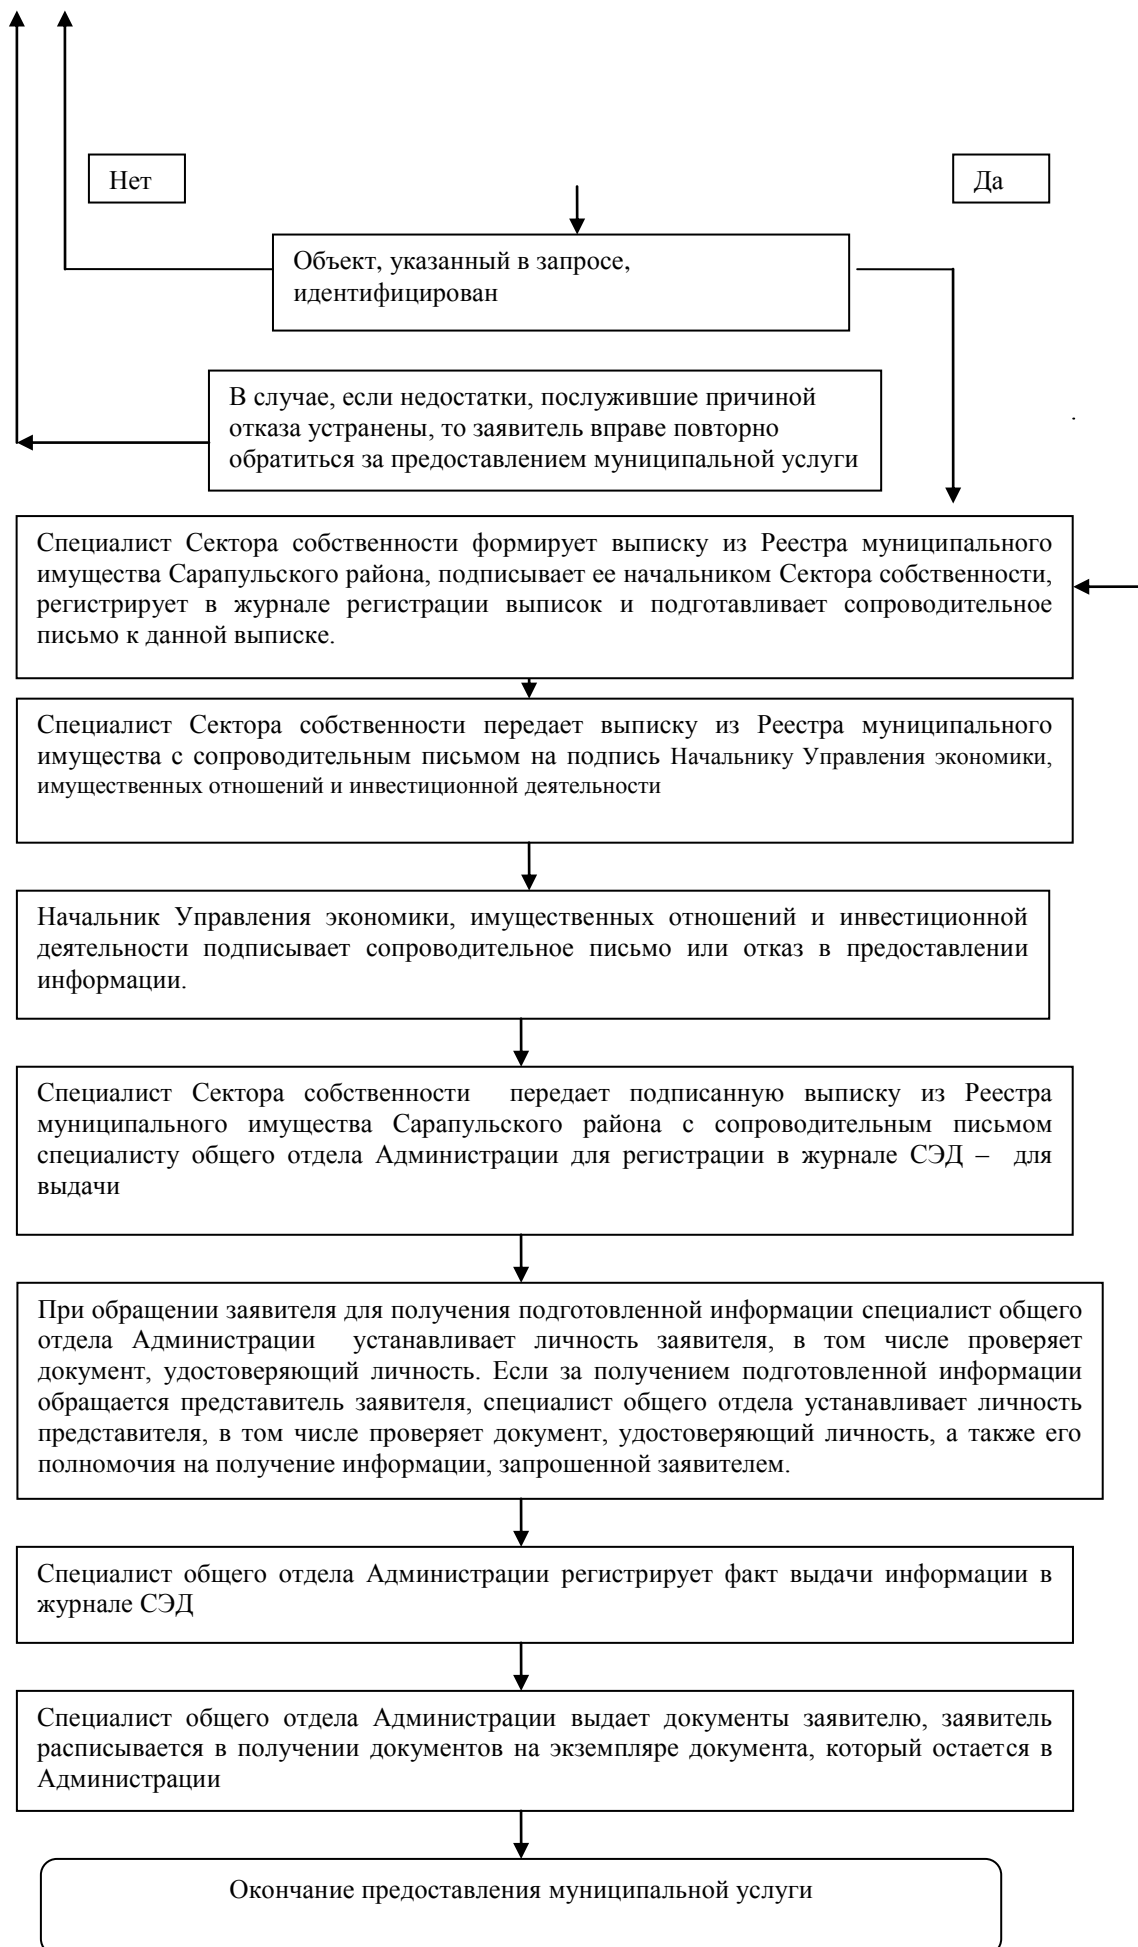 Нет
Да
Объект, указанный в запросе,
идентифицирован
В случае, если недостатки, послужившие причиной
отказа устранены, то заявитель вправе повторно
обратиться за предоставлением муниципальной услуги
.
Специалист Сектора собственности формирует выписку из Реестра муниципального
имущества Сарапульского района, подписывает ее начальником Сектора собственности,
регистрирует в журнале регистрации выписок и подготавливает сопроводительное
письмо к данной выписке.
Специалист Сектора собственности передает выписку из Реестра муниципального
имущества с сопроводительным письмом на подпись Начальнику Управления экономики,
имущественных отношений и инвестиционной деятельности
Начальник Управления экономики, имущественных отношений и инвестиционной
деятельности подписывает сопроводительное письмо или отказ в предоставлении
информации.
Специалист Сектора собственности передает подписанную выписку из Реестра
муниципального имущества Сарапульского района с сопроводительным письмом
специалисту общего отдела Администрации для регистрации в журнале СЭД – для
выдачи
При обращении заявителя для получения подготовленной информации специалист общего
отдела Администрации устанавливает личность заявителя, в том числе проверяет
документ, удостоверяющий личность. Если за получением подготовленной информации
обращается представитель заявителя, специалист общего отдела устанавливает личность
представителя, в том числе проверяет документ, удостоверяющий личность, а также его
полномочия на получение информации, запрошенной заявителем.
Специалист общего отдела Администрации регистрирует факт выдачи информации в
журнале СЭД
Специалист общего отдела Администрации выдает документы заявителю, заявитель
расписывается в получении документов на экземпляре документа, который остается в
Администрации
Окончание предоставления муниципальной услуги